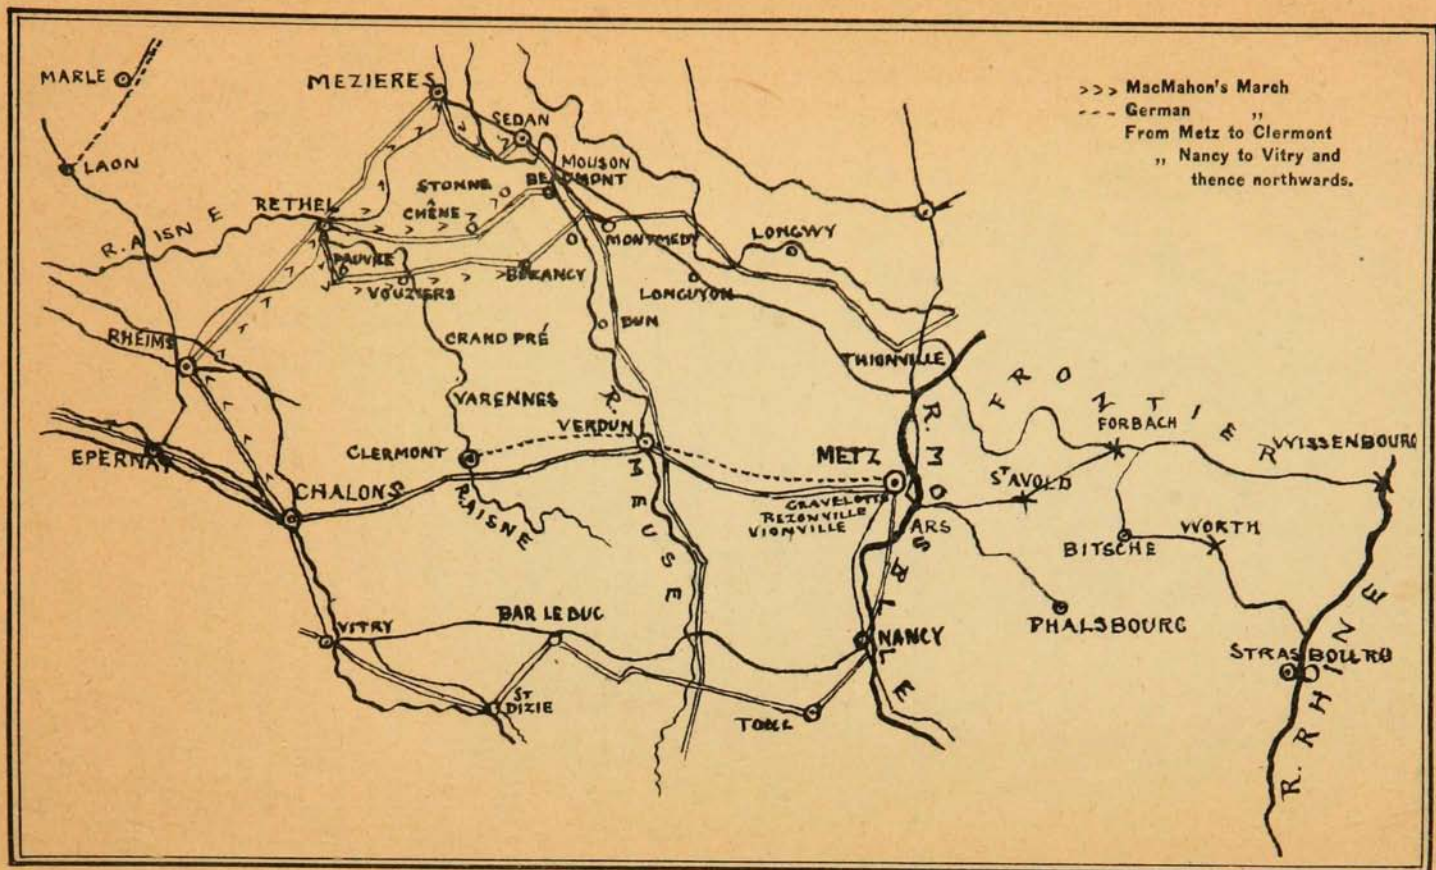 MARLE
MEZIERES
>>> MacMahon's March
--- German „
From Metz to Clermont
„ Nancy to Vitry and
thence northwards.
SEDAN
LAON
MOUSON
BEAUMONT
STONNE
RETHEL
CHÊNE
R. AISNE
MONTMEDY
LONGWY
PAUVRE
VOUZIERS
BUZANCY
LONGUYON
DUN
GRAND PRÉ
RHEIMS
THIONVILLE
FRONTIER
VARENNES
FORBACH
WISSENBOURG
VERDUN
EPERNAY
CLERMONT
METZ
ST AVOLD
CHALONS
R. AISNE
GRAVELOTTE
REZONVILLE
VIONVILLE
R. MEUSE
ARS
R. MOSELLE
BITSCHE
WORTH
VITRY
BAR LE DUC
NANCY
PHALSBOURG
STRASBOURG
ST
DIZIE
TOUL
R. RHINE